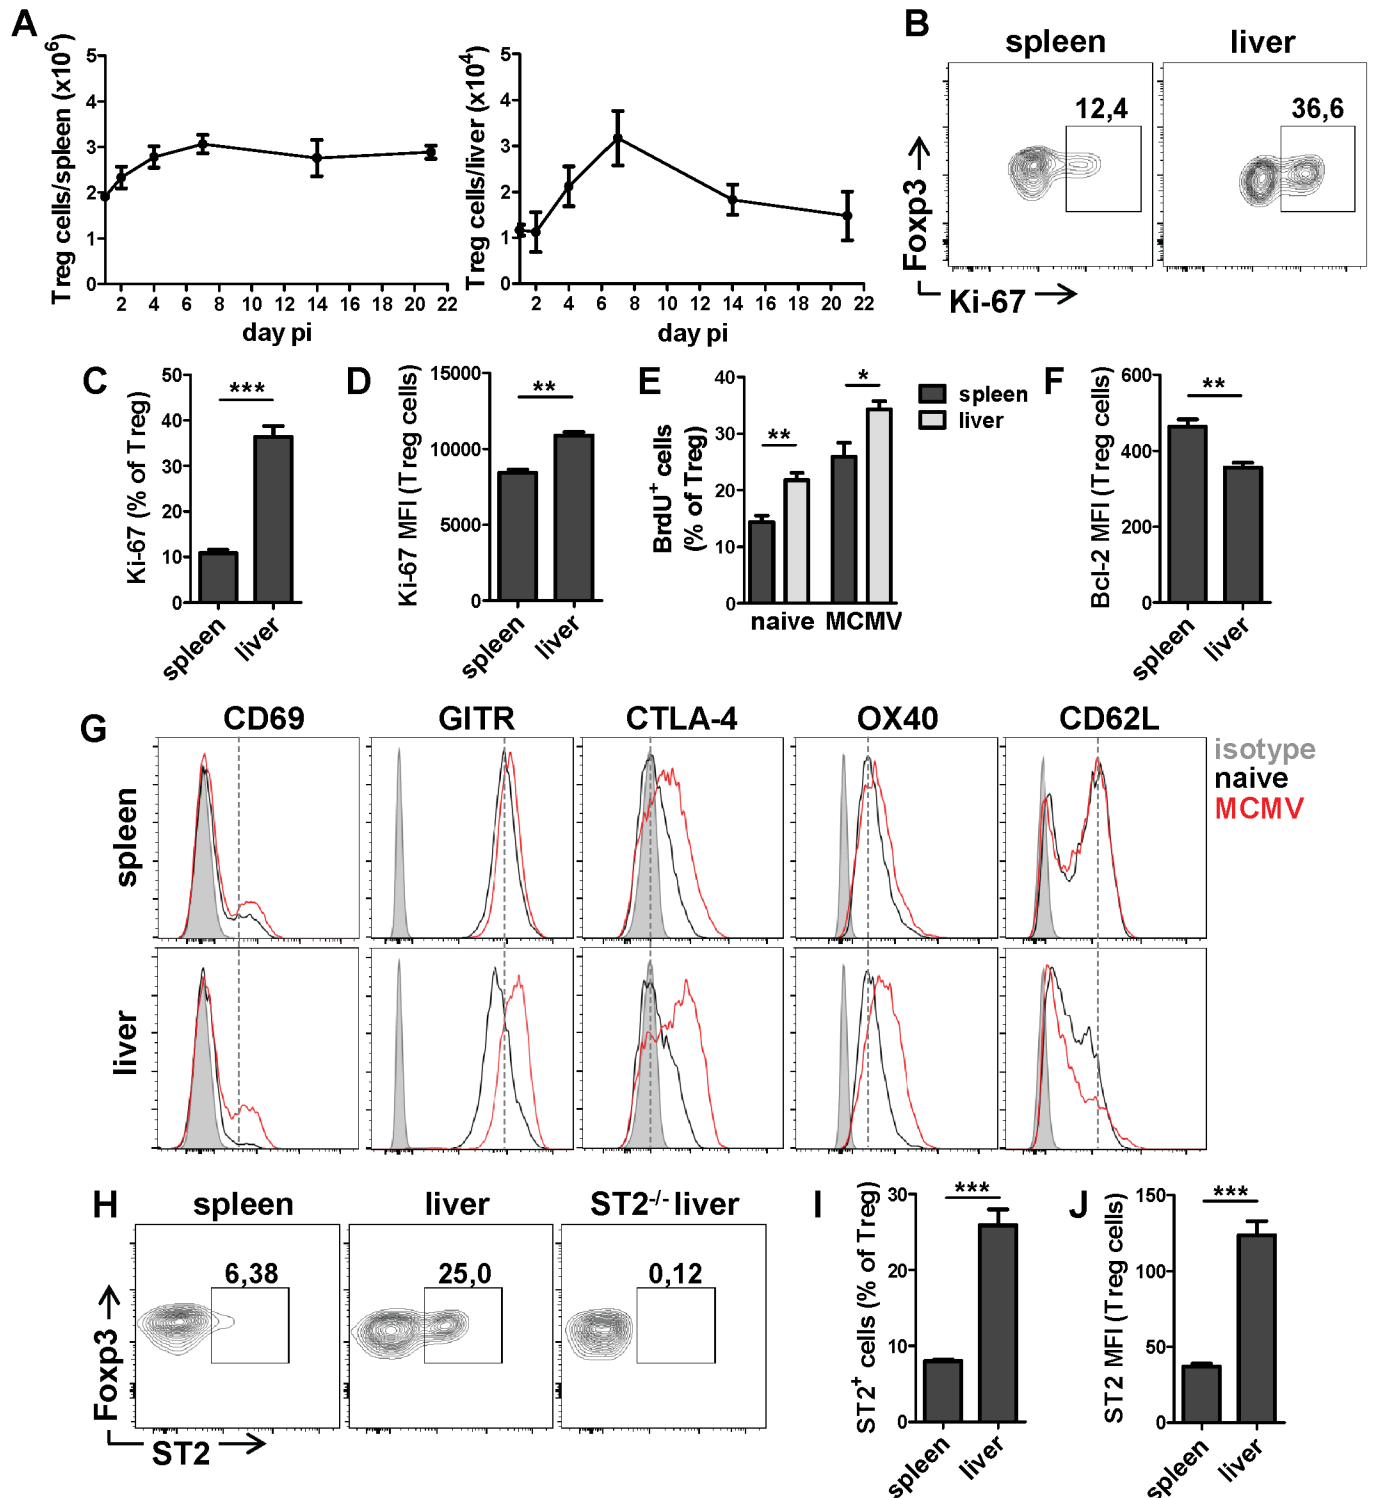 A
Treg cells/spleen (x10⁶)
5
4
3
2
1
0
2 4 6 8 10 12 14 16 18 20 22
day pi
Treg cells/liver (x10⁴)
5
4
3
2
1
0
2 4 6 8 10 12 14 16 18 20 22
day pi
B
spleen liver
12,4
36,6
Foxp3
Ki-67
C
Ki-67 (% of Treg)
50
40
30
20
10
0
***
spleen
liver
D
Ki-67 MFI (Treg cells)
15000
10000
5000
0
**
spleen
liver
E
BrdU⁺ cells
(% of Treg)
40
30
20
10
0
**
*
naive MCMV
spleen
liver
F
Bcl-2 MFI (Treg cells)
600
400
200
0
**
spleen
liver
G
CD69 GITR CTLA-4 OX40 CD62L
isotype
naive
MCMV
spleen
liver
H
spleen liver ST2⁻/⁻ liver
6,38
25,0
0,12
Foxp3
ST2
I
ST2⁺ cells (% of Treg)
30
20
10
0
***
spleen
liver
J
ST2 MFI (Treg cells)
150
100
50
0
***
spleen
liver